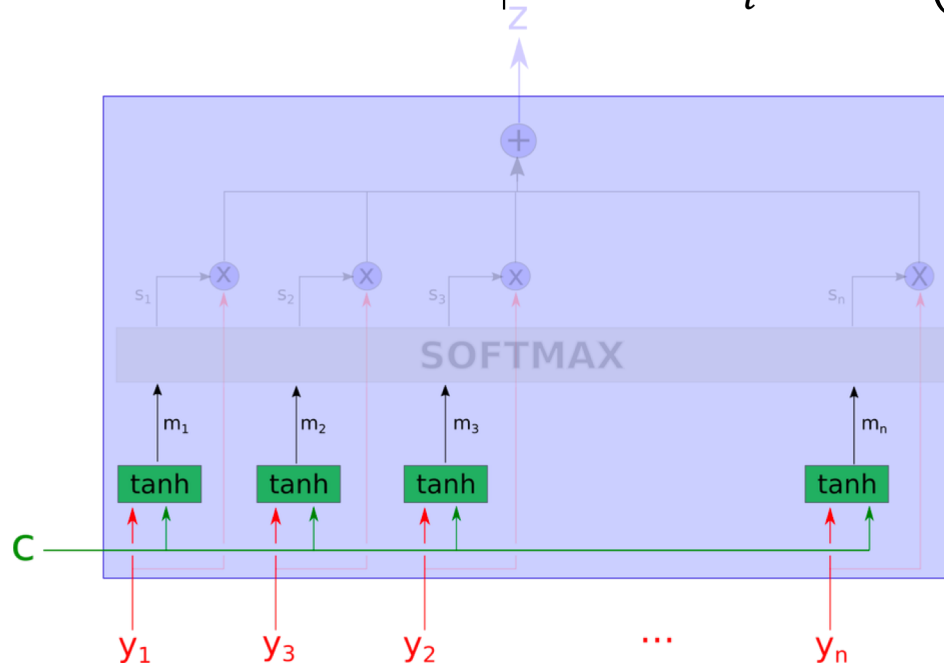 z
+
x x x x
s₁ s₂ s₃ sₙ
SOFTMAX
m₁ m₂ m₃ mₙ
tanh tanh tanh tanh
C
y₁ y₃ y₂ ... yₙ